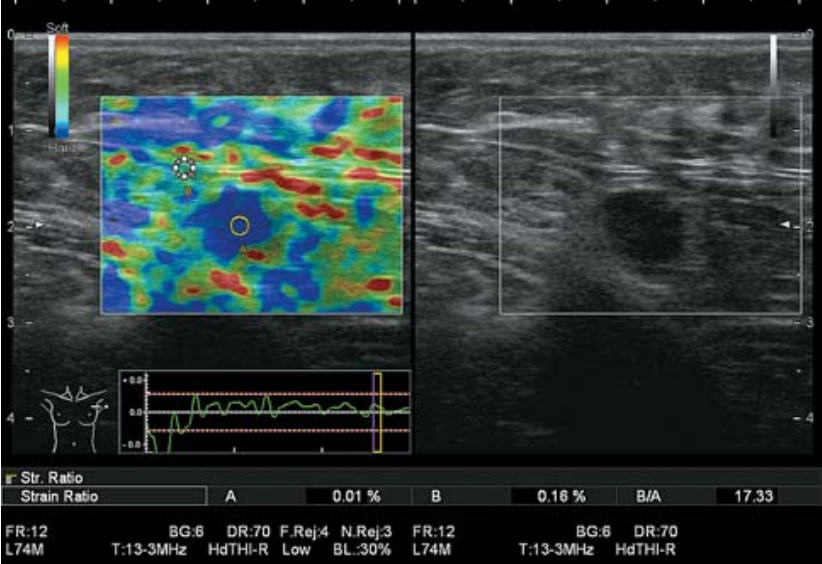 Soft
Hard
0
1
2
3
4
B
A
0
1
2
3
4
+0.8
0.0
-0.8
Str. Ratio
Strain Ratio A 0.01 % B 0.16 % B/A 17.33
FR:12 BG:6 DR:70 F.Rej:4 N.Rej:3 FR:12 BG:6 DR:70
L74M T:13-3MHz HdTHI-R Low BL.:30% L74M T:13-3MHz HdTHI-R